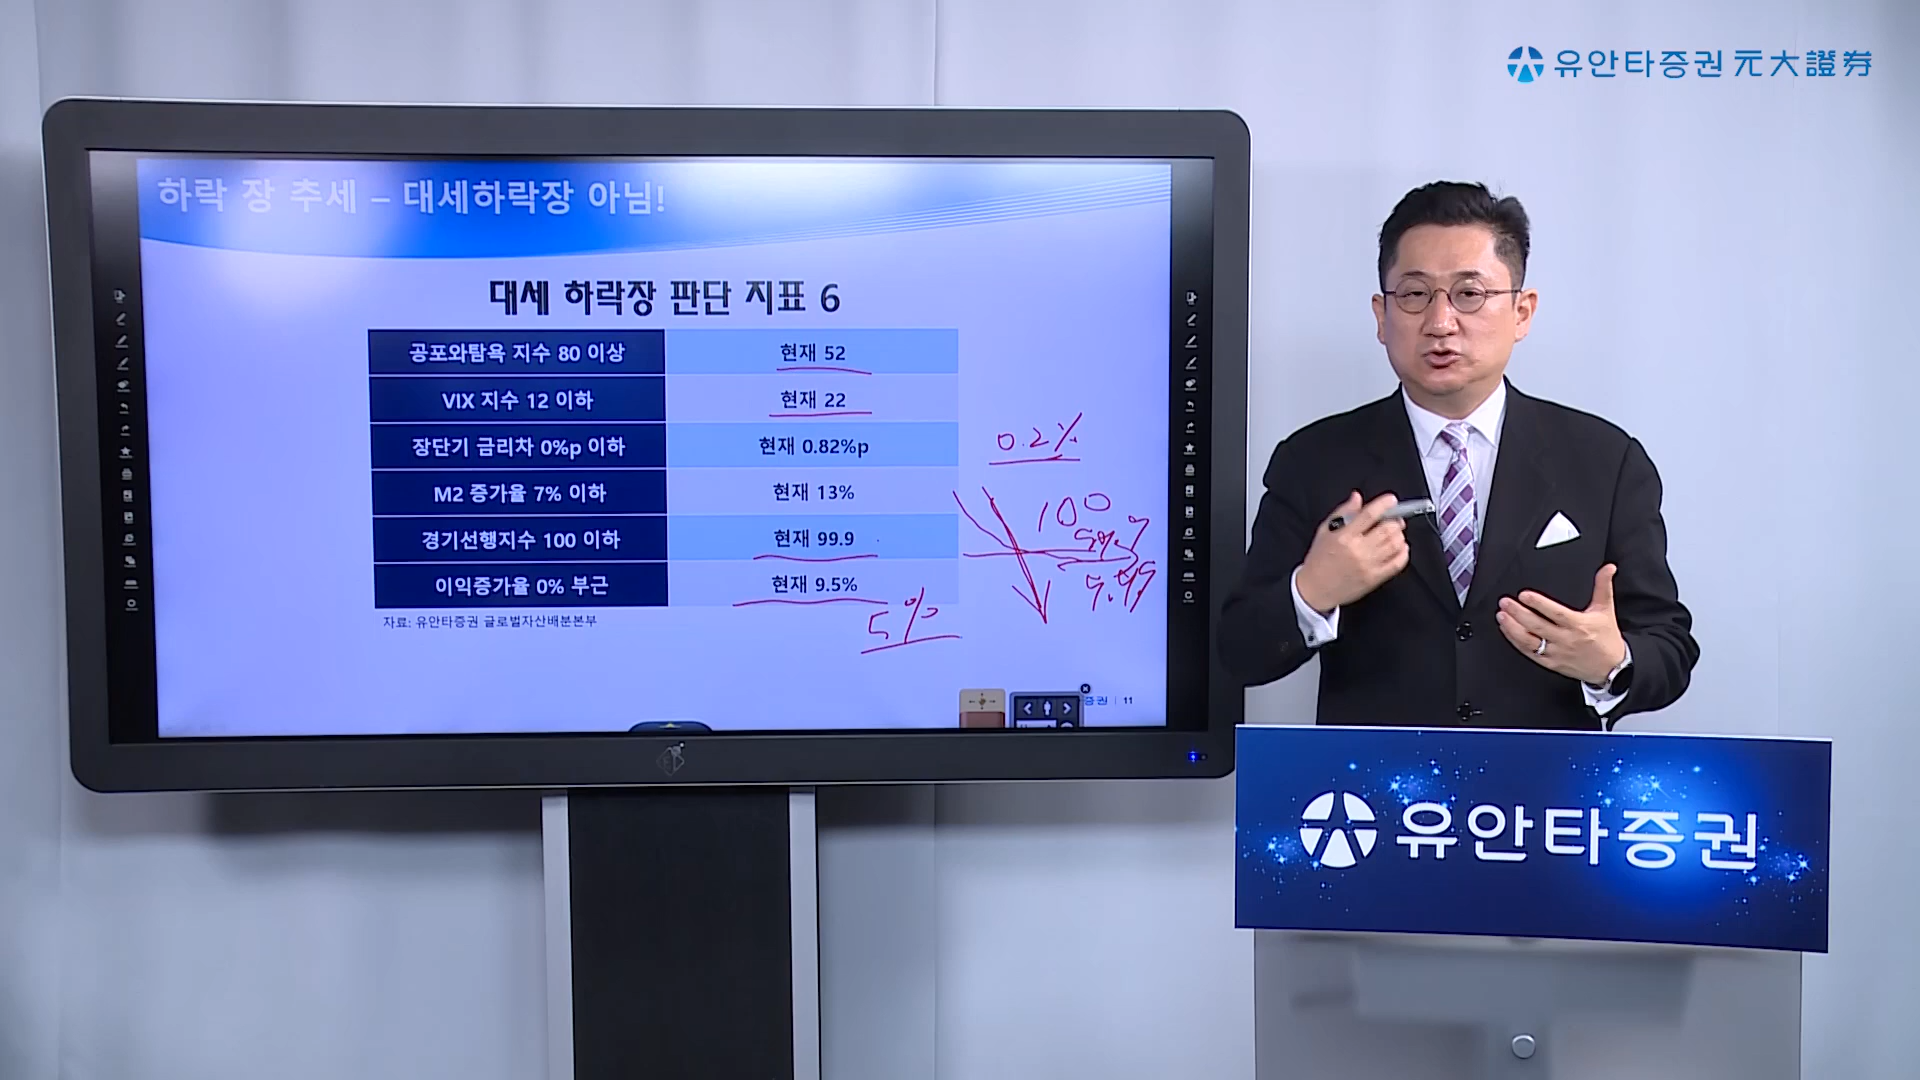 유안타증권 元大證券
하락 장 추세 – 대세하락장 아님!
대세 하락장 판단 지표 6
공포와탐욕 지수 80 이상 현재 52
VIX 지수 12 이하 현재 22
장단기 금리차 0%p 이하 현재 0.82%p
M2 증가율 7% 이하 현재 13%
경기선행지수 100 이하 현재 99.9
이익증가율 0% 부근 현재 9.5%
자료: 유안타증권 글로벌자산배분본부
0.2%
100
5%
증권 | 11
유안타증권